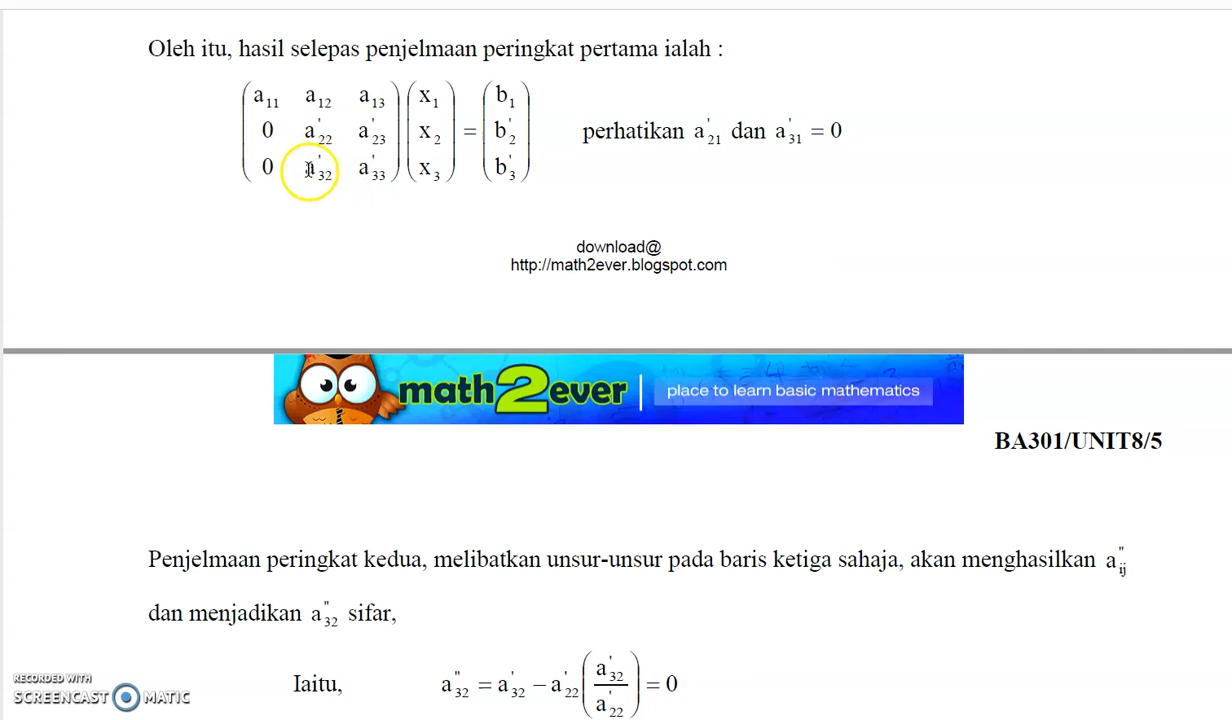 Oleh itu, hasil selepas penjelmaan peringkat pertama ialah :
a₁₁ a₁₂ a₁₃ x₁ b₁
0 a'₂₂ a'₂₃ x₂ = b'₂ perhatikan a'₂₁ dan a'₃₁ = 0
0 a'₃₂ a'₃₃ x₃ b'₃
download@
http://math2ever.blogspot.com
math2ever | place to learn basic mathematics
BA301/UNIT8/5
Penjelmaan peringkat kedua, melibatkan unsur-unsur pada baris ketiga sahaja, akan menghasilkan a"ᵢⱼ
dan menjadikan a"₃₂ sifar,
Iaitu, a"₃₂ = a'₃₂ − a'₂₂ (a'₃₂ / a'₂₂) = 0
RECORDED WITH
SCREENCAST MATIC